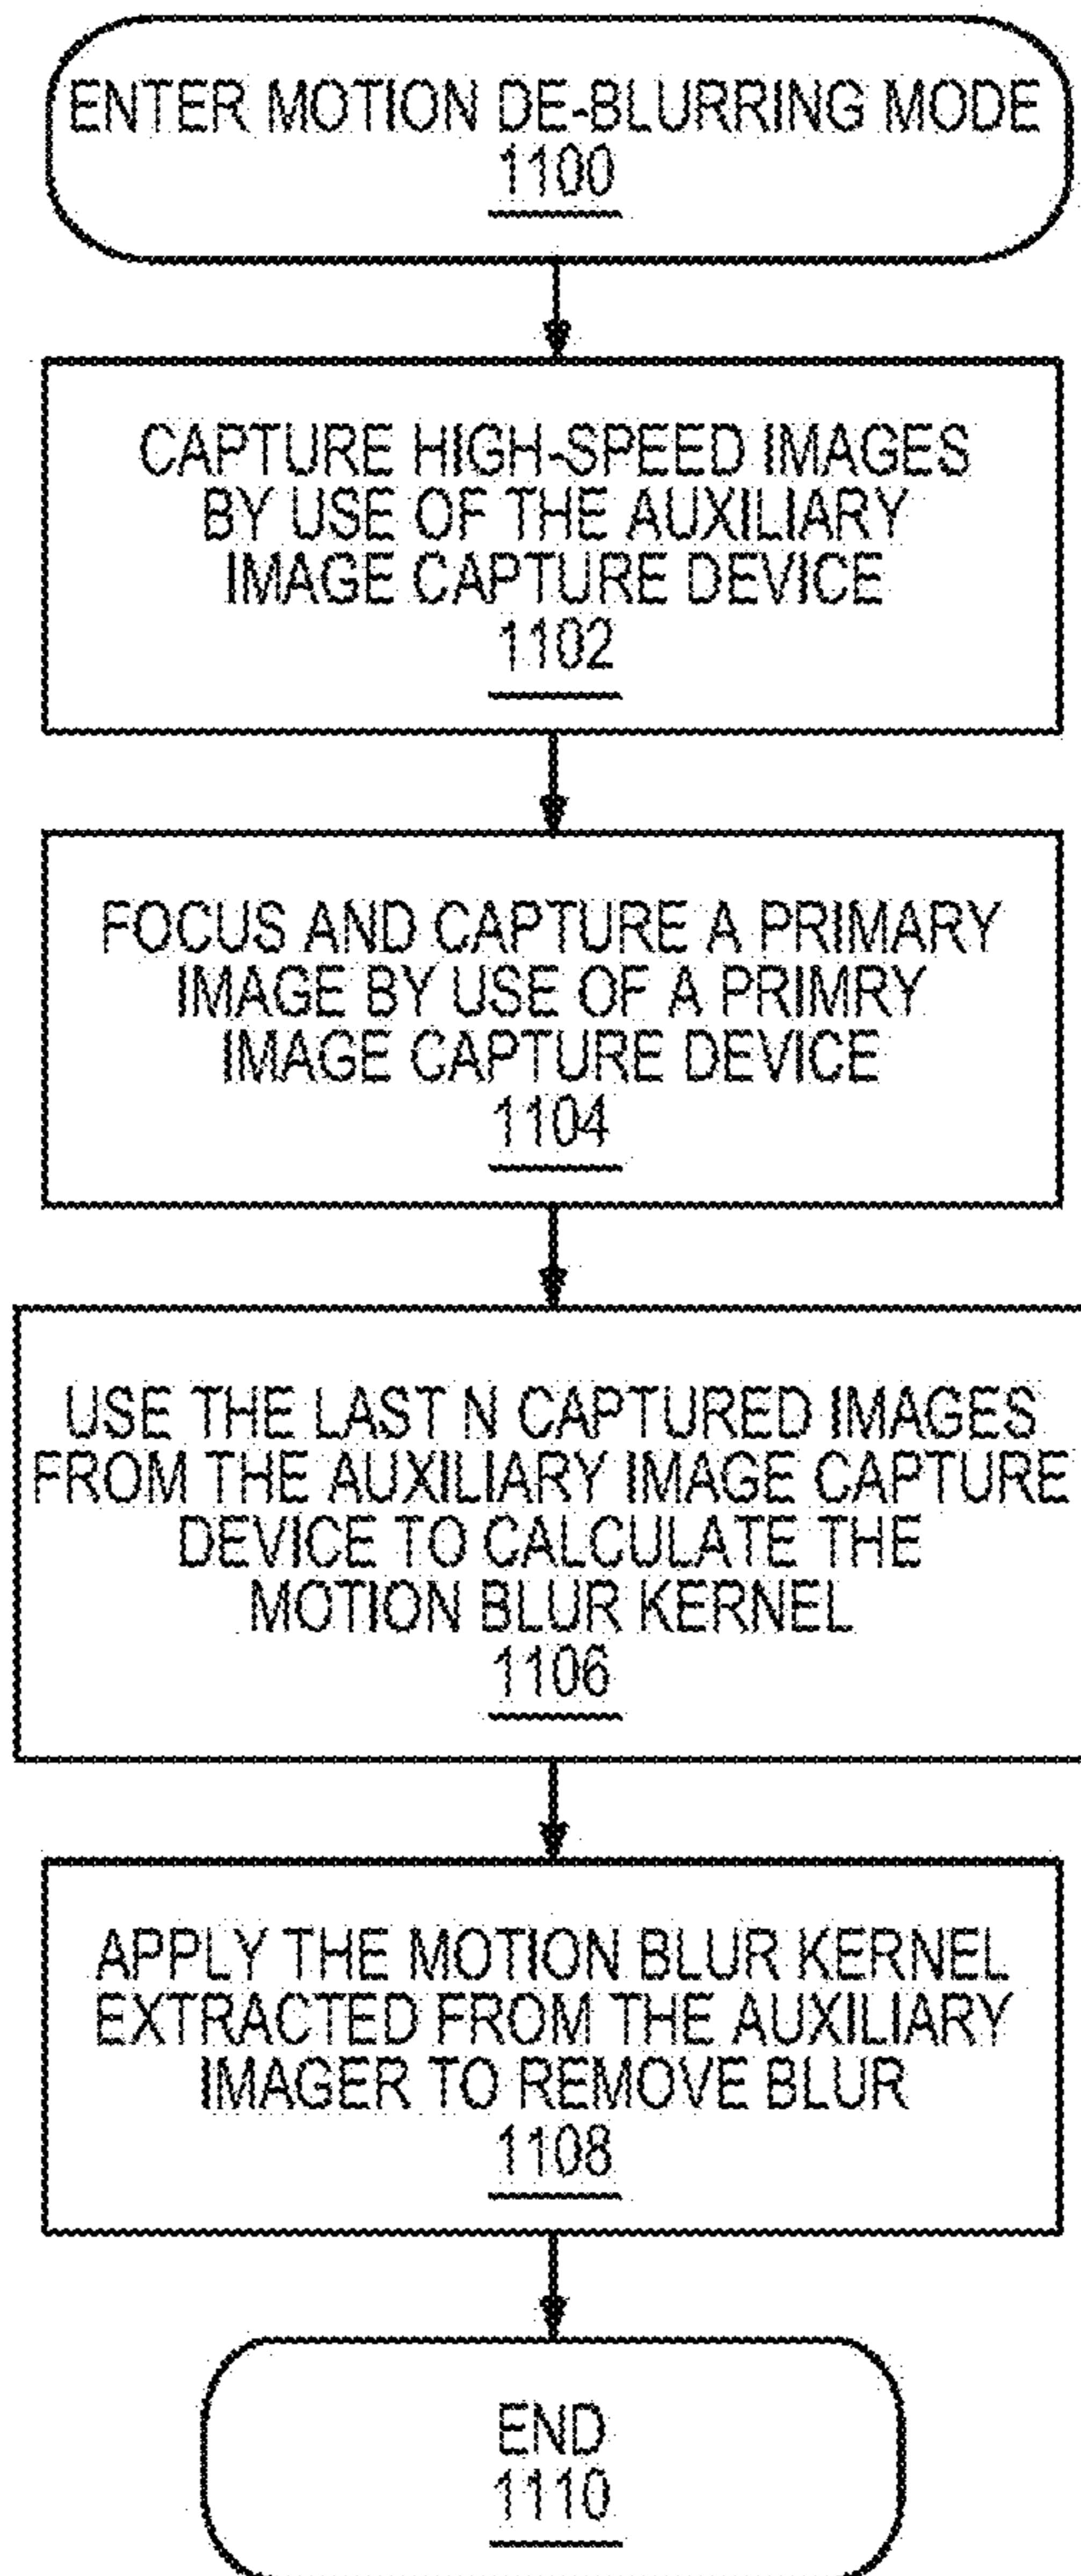 ENTER MOTION DE-BLURRING MODE
1100
CAPTURE HIGH-SPEED IMAGES
BY USE OF THE AUXILIARY
IMAGE CAPTURE DEVICE
1102
FOCUS AND CAPTURE A PRIMARY
IMAGE BY USE OF A PRIMRY
IMAGE CAPTURE DEVICE
1104
USE THE LAST N CAPTURED IMAGES
FROM THE AUXILIARY IMAGE CAPTURE
DEVICE TO CALCULATE THE
MOTION BLUR KERNEL
1106
APPLY THE MOTION BLUR KERNEL
EXTRACTED FROM THE AUXILIARY
IMAGER TO REMOVE BLUR
1108
END
1110